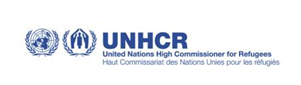 UNHCR
United Nations High Commissioner for Refugees
Haut Commissariat des Nations Unies pour les réfugiés